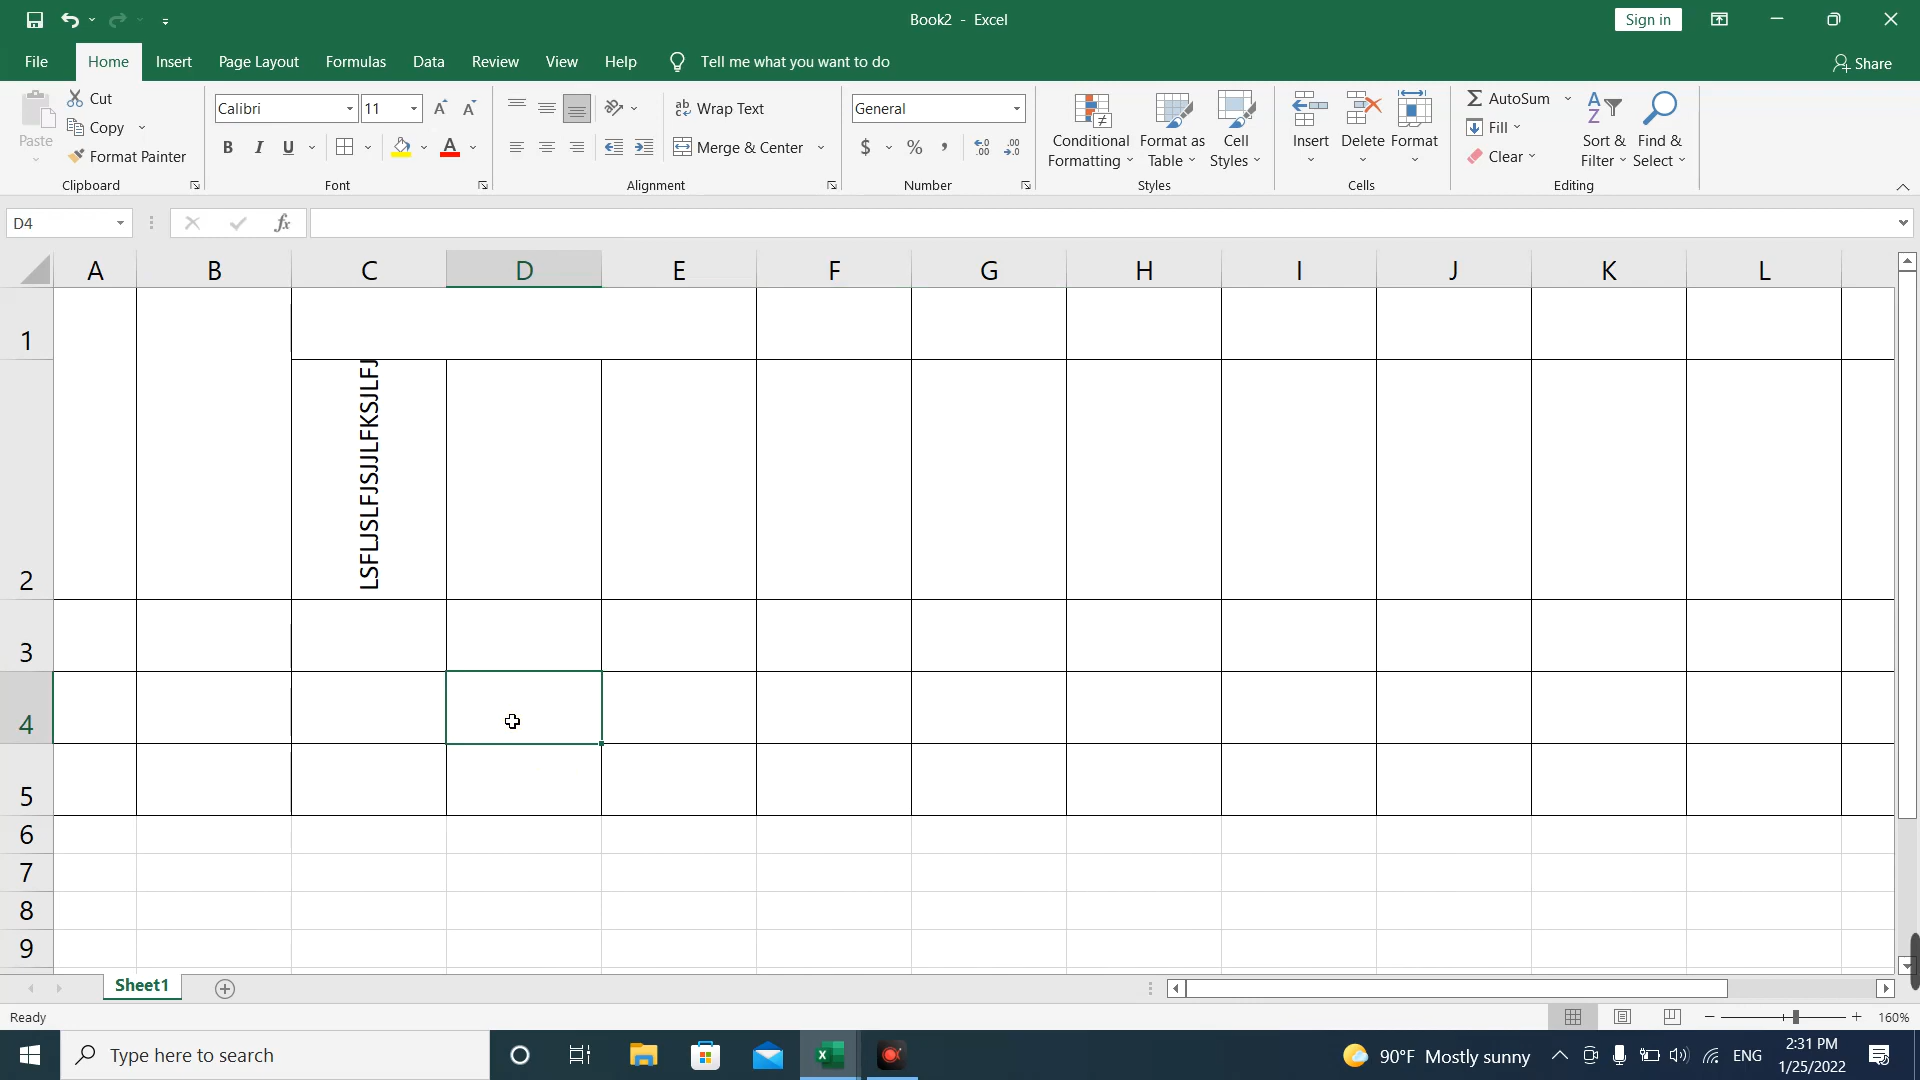 Book2 - Excel
Sign in
File
Home
Insert
Page Layout
Formulas
Data
Review
View
Help
Tell me what you want to do
Share
Paste
Cut
Copy
Format Painter
Clipboard
Calibri
11
B I U
Font
Wrap Text
Merge & Center
Alignment
General
$ % ,
Number
Conditional Formatting
Format as Table
Cell Styles
Styles
Insert
Delete
Format
Cells
AutoSum
Fill
Clear
Sort & Filter
Find & Select
Editing
D4
fx
A B C D E F G H I J K L
1
2
LSFLJSLFJSJJLFKSJLFJ
3
4
5
6
7
8
9
Sheet1
Ready
160%
Type here to search
90°F Mostly sunny
ENG
2:31 PM
1/25/2022